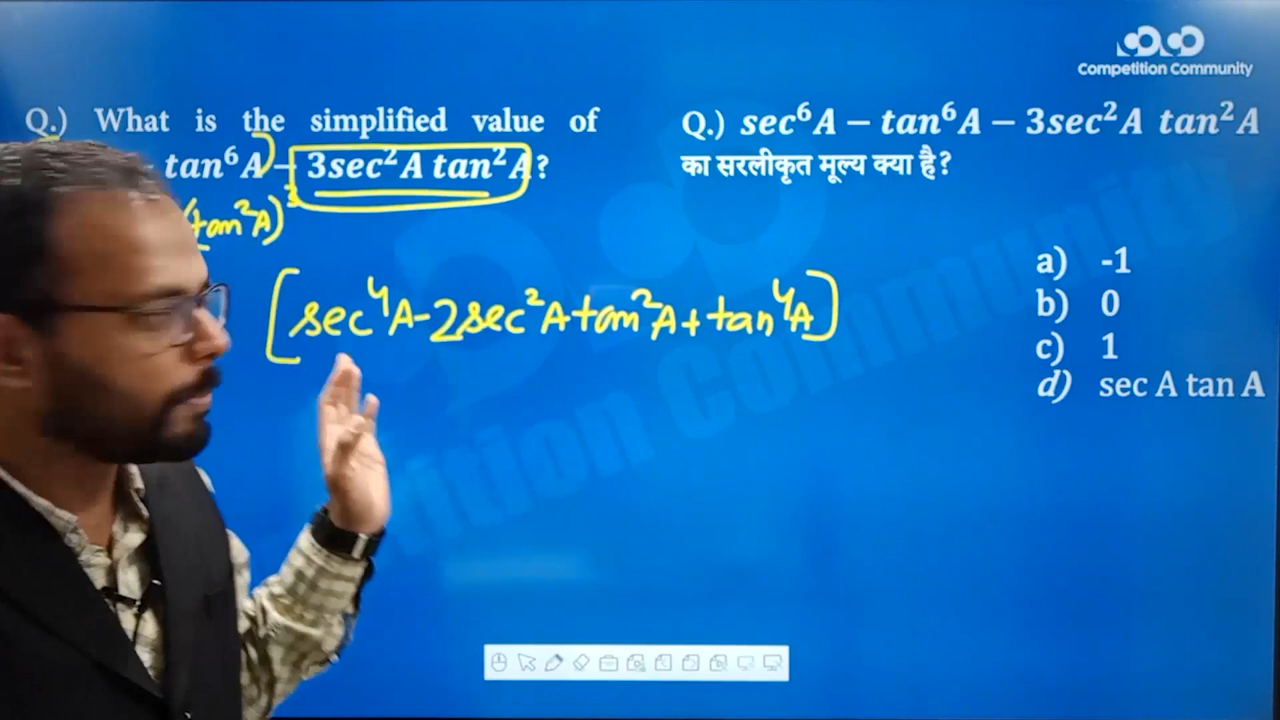 Competition Community
Q.) What is the simplified value of
tan⁶A - 3sec²A tan²A?
(tan²A)³
[sec⁴A-2sec²A tan²A+tan⁴A]
Q.) sec⁶A − tan⁶A − 3sec²A tan²A
का सरलीकृत मूल्य क्या है?
a) -1
b) 0
c) 1
d) sec A tan A